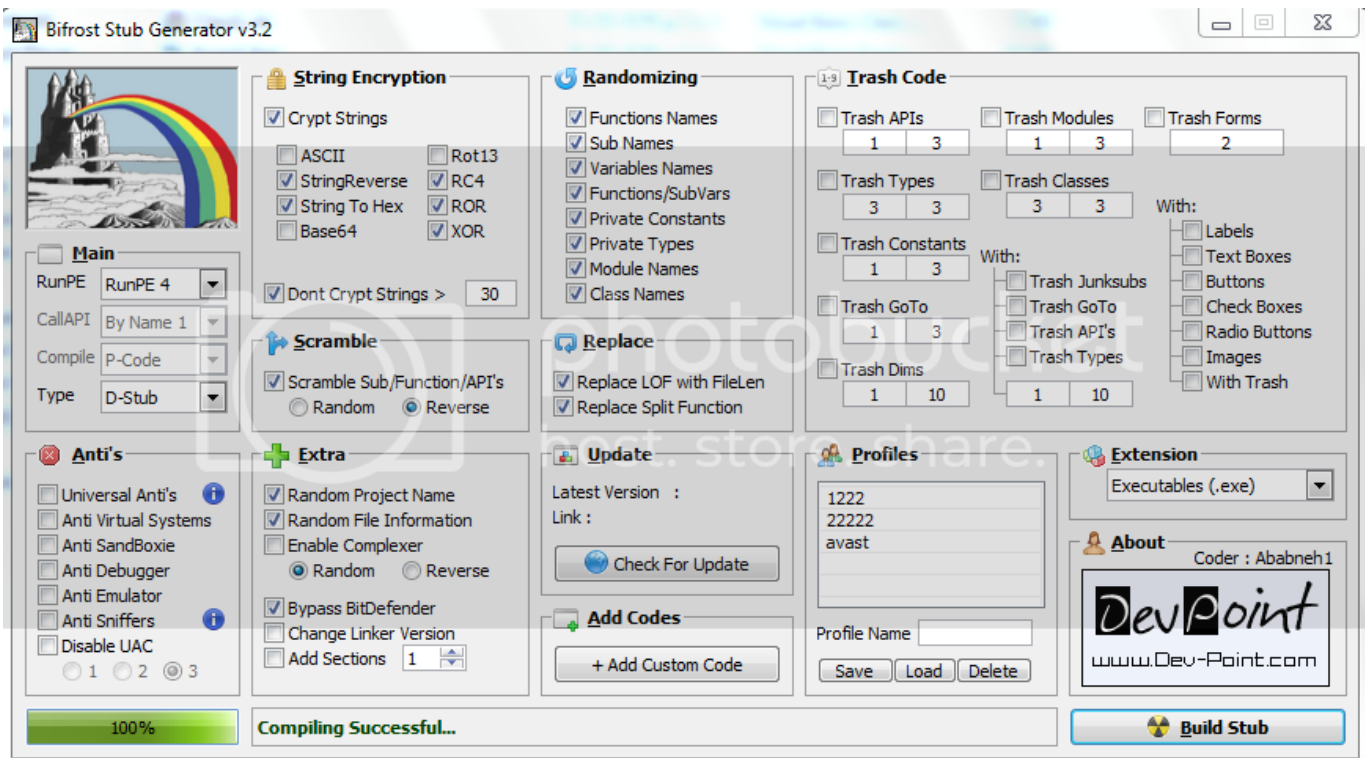 Bifrost Stub Generator v3.2
Main
RunPE RunPE 4
CallAPI By Name 1
Compile P-Code
Type D-Stub
String Encryption
Crypt Strings
ASCII Rot13
StringReverse RC4
String To Hex ROR
Base64 XOR
Dont Crypt Strings > 30
Scramble
Scramble Sub/Function/API's
Random Reverse
Randomizing
Functions Names
Sub Names
Variables Names
Functions/SubVars
Private Constants
Private Types
Module Names
Class Names
Replace
Replace LOF with FileLen
Replace Split Function
1-9 Trash Code
Trash APIs Trash Modules Trash Forms
1 3 1 3 2
Trash Types Trash Classes
3 3 3 3
Trash Constants
1 3
Trash GoTo
1 3
Trash Dims
1 10
With:
Trash Junksubs
Trash GoTo
Trash API's
Trash Types
1 10
With:
Labels
Text Boxes
Buttons
Check Boxes
Radio Buttons
Images
With Trash
Anti's
Universal Anti's
Anti Virtual Systems
Anti SandBoxie
Anti Debugger
Anti Emulator
Anti Sniffers
Disable UAC
1 2 3
Extra
Random Project Name
Random File Information
Enable Complexer
Random Reverse
Bypass BitDefender
Change Linker Version
Add Sections 1
Update
Latest Version :
Link :
Check For Update
Add Codes
+ Add Custom Code
Profiles
1222
22222
avast
Profile Name
Save Load Delete
Extension
Executables (.exe)
About
Coder : Ababneh1
DevPoint
www.Dev-Point.com
100%
Compiling Successful...
Build Stub
photobucket
host. store. share.